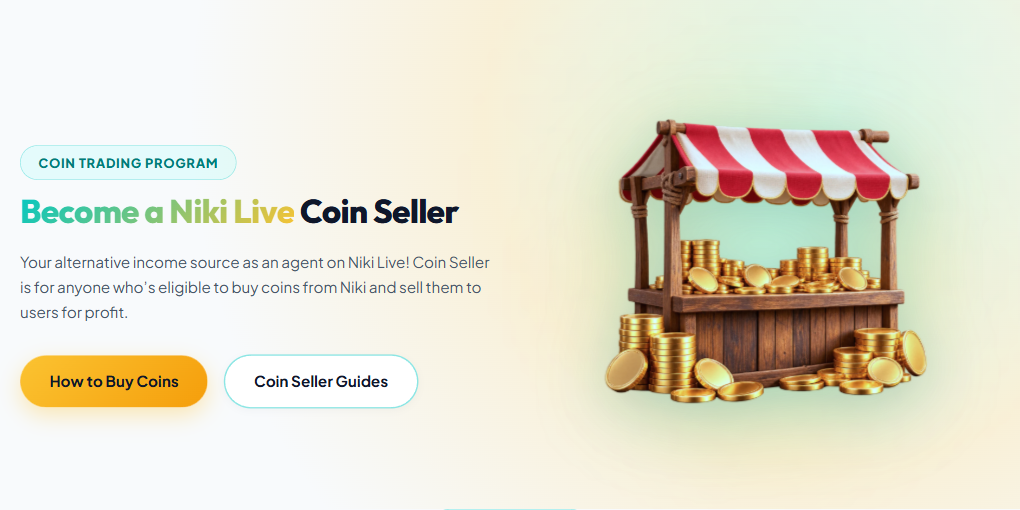 COIN TRADING PROGRAM
Become a Niki Live Coin Seller
Your alternative income source as an agent on Niki Live! Coin Seller
is for anyone who's eligible to buy coins from Niki and sell them to
users for profit.
How to Buy Coins
Coin Seller Guides